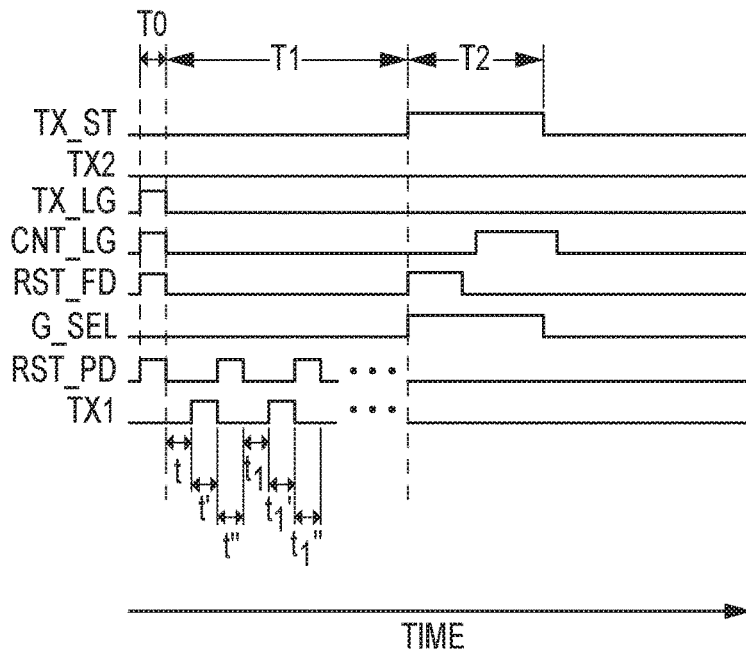 T0
T1
T2
TX_ST
TX2
TX_LG
CNT_LG
RST_FD
G_SEL
RST_PD
TX1
t
t'
t"
t1
t1'
t1"
TIME